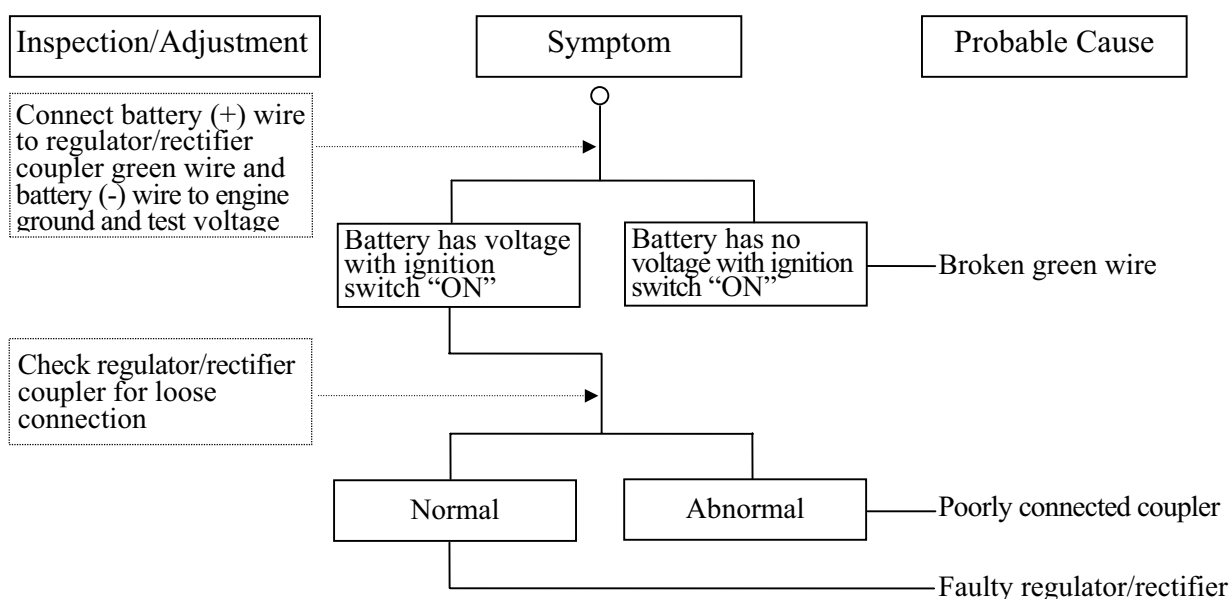 Inspection/Adjustment
Symptom
Probable Cause
Connect battery (+) wire
to regulator/rectifier
coupler green wire and
battery (-) wire to engine
ground and test voltage
Battery has voltage
with ignition
switch “ON”
Battery has no
voltage with ignition
switch “ON”
Broken green wire
Check regulator/rectifier
coupler for loose
connection
Normal
Abnormal
Poorly connected coupler
Faulty regulator/rectifier